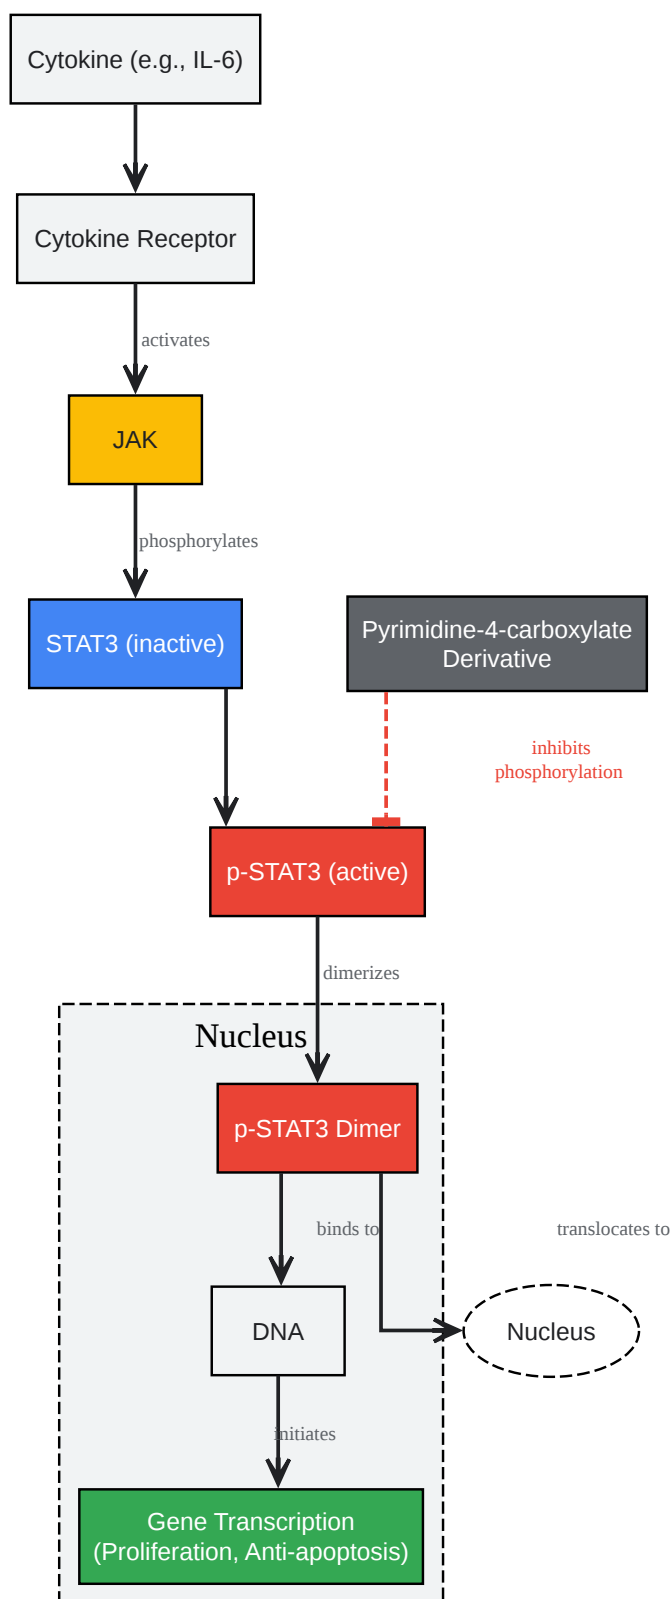 Cytokine (e.g., IL-6)
Cytokine Receptor
activates
JAK
phosphorylates
STAT3 (inactive)
Pyrimidine-4-carboxylate
Derivative
inhibits
phosphorylation
p-STAT3 (active)
dimerizes
Nucleus
p-STAT3 Dimer
binds to
translocates to
DNA
Nucleus
initiates
Gene Transcription
(Proliferation, Anti-apoptosis)